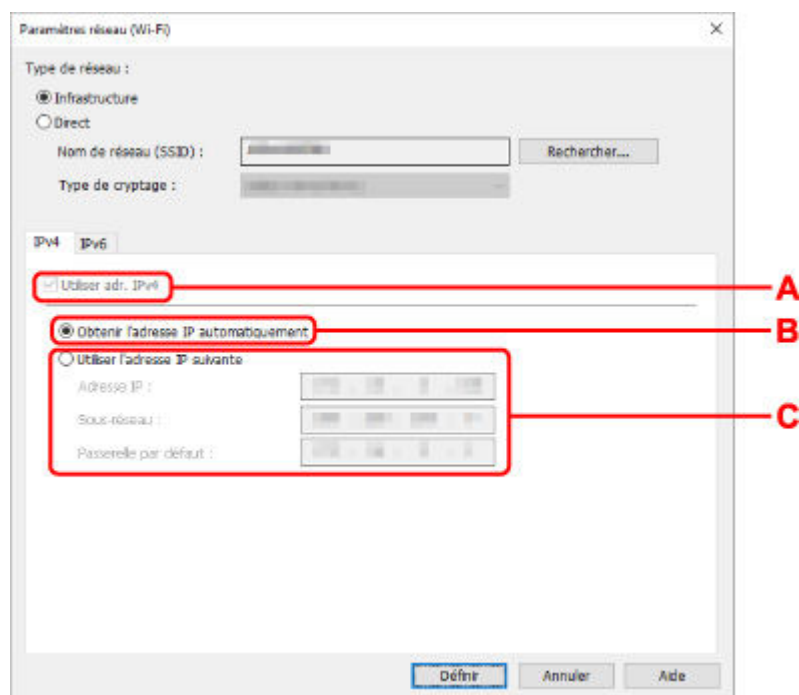 Paramètres réseau (Wi-Fi)
Type de réseau :
Infrastructure
Direct
Nom de réseau (SSID) :
Rechercher...
Type de cryptage :
IPv4 IPv6
Utiliser adr. IPv4
A
Obtenir l'adresse IP automatiquement
B
Utiliser l'adresse IP suivante
Adresse IP :
Sous-réseau :
C
Passerelle par défaut :
Définir Annuler Aide